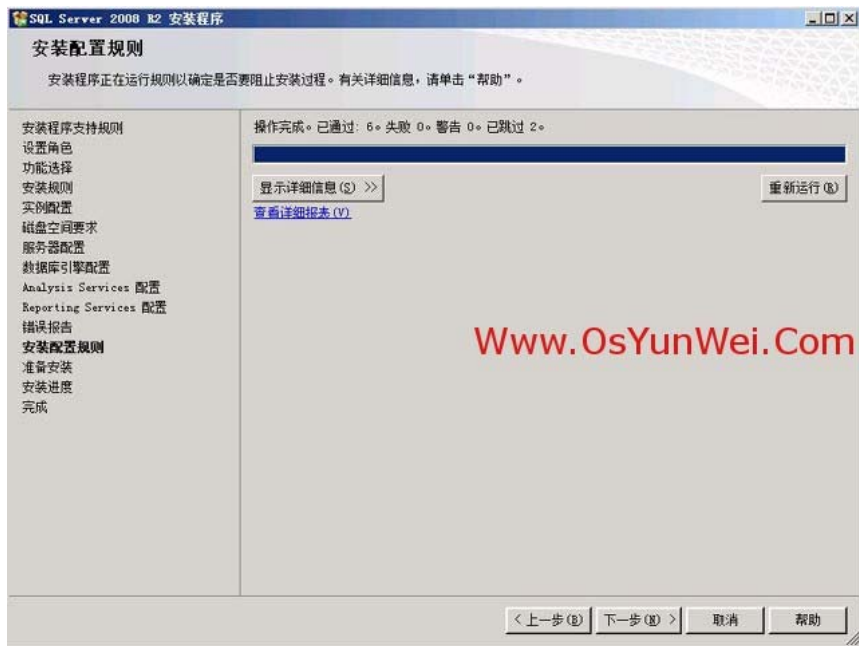 SQL Server 2008 R2 安装程序
安装配置规则
安装程序正在运行规则以确定是否要阻止安装过程。有关详细信息，请单击“帮助”。
安装程序支持规则
设置角色
功能选择
安装规则
实例配置
磁盘空间要求
服务器配置
数据库引擎配置
Analysis Services 配置
Reporting Services 配置
错误报告
安装配置规则
准备安装
安装进度
完成
操作完成。已通过: 6。失败 0。警告 0。已跳过 2。
显示详细信息(S) >>
重新运行(R)
查看详细报表(V)
Www.OsYunWei.Com
< 上一步(B)
下一步(N) >
取消
帮助